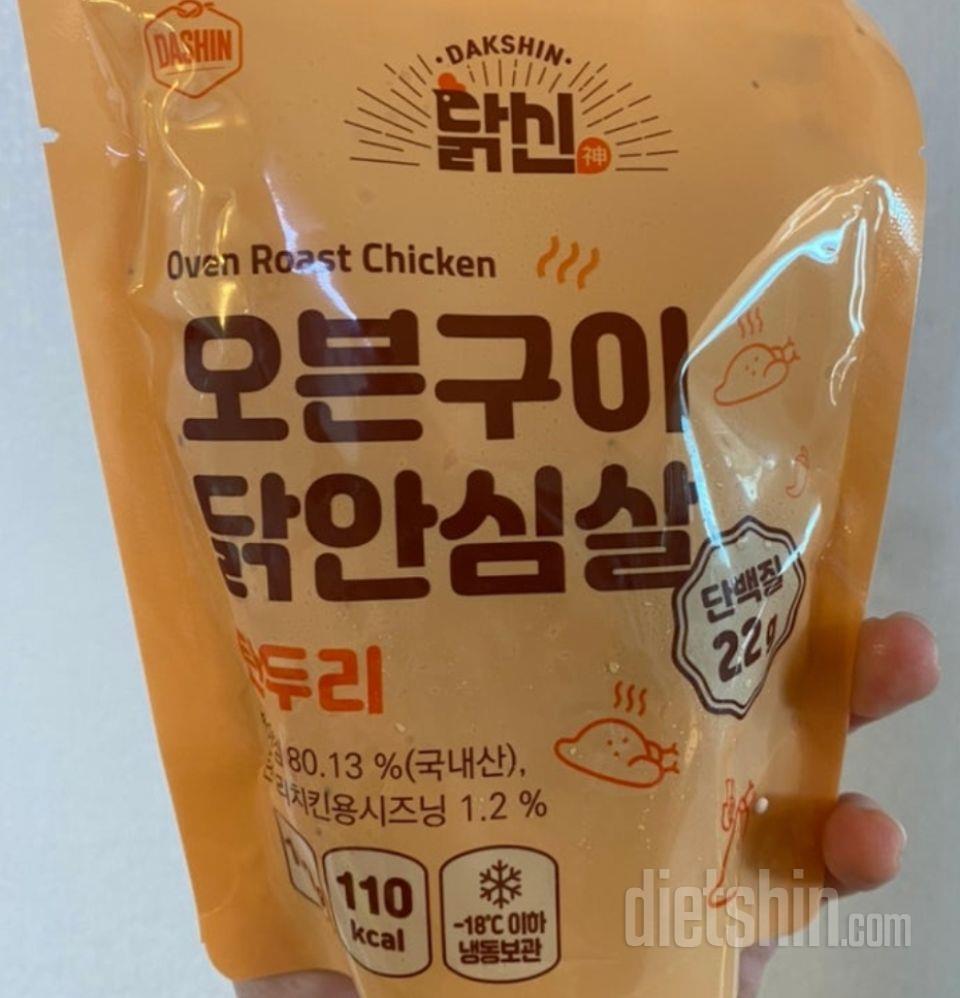 DASHIN
·DAKSHIN·
닭신
神
Oven Roast Chicken
오븐구이
닭안심살
단백질
22g
탄두리
80.13 %(국내산),
리치킨용시즈닝 1.2 %
110
kcal
-18℃ 이하
냉동보관
dietshin.com